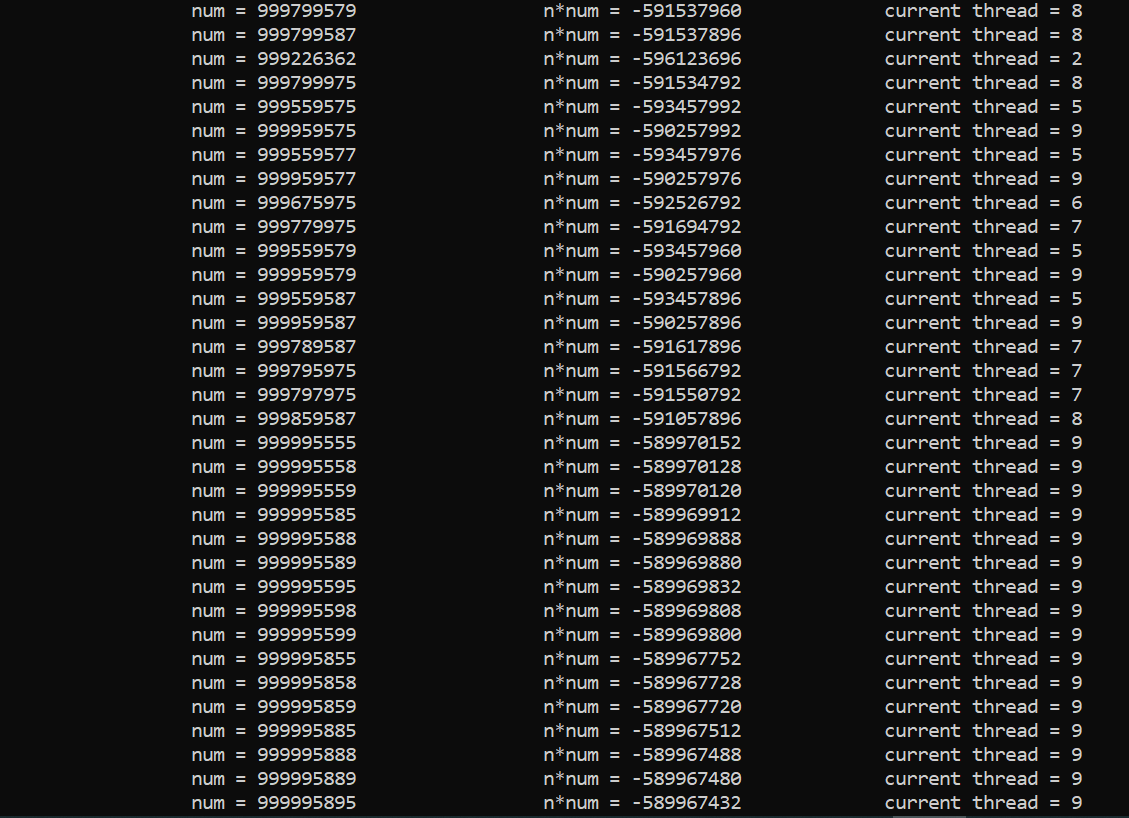 num = 999799579 n*num = -591537960 current thread = 8
num = 999799587 n*num = -591537896 current thread = 8
num = 999226362 n*num = -596123696 current thread = 2
num = 999799975 n*num = -591534792 current thread = 8
num = 999559575 n*num = -593457992 current thread = 5
num = 999959575 n*num = -590257992 current thread = 9
num = 999559577 n*num = -593457976 current thread = 5
num = 999959577 n*num = -590257976 current thread = 9
num = 999675975 n*num = -592526792 current thread = 6
num = 999779975 n*num = -591694792 current thread = 7
num = 999559579 n*num = -593457960 current thread = 5
num = 999959579 n*num = -590257960 current thread = 9
num = 999559587 n*num = -593457896 current thread = 5
num = 999959587 n*num = -590257896 current thread = 9
num = 999789587 n*num = -591617896 current thread = 7
num = 999795975 n*num = -591566792 current thread = 7
num = 999797975 n*num = -591550792 current thread = 7
num = 999859587 n*num = -591057896 current thread = 8
num = 999995555 n*num = -589970152 current thread = 9
num = 999995558 n*num = -589970128 current thread = 9
num = 999995559 n*num = -589970120 current thread = 9
num = 999995585 n*num = -589969912 current thread = 9
num = 999995588 n*num = -589969888 current thread = 9
num = 999995589 n*num = -589969880 current thread = 9
num = 999995595 n*num = -589969832 current thread = 9
num = 999995598 n*num = -589969808 current thread = 9
num = 999995599 n*num = -589969800 current thread = 9
num = 999995855 n*num = -589967752 current thread = 9
num = 999995858 n*num = -589967728 current thread = 9
num = 999995859 n*num = -589967720 current thread = 9
num = 999995885 n*num = -589967512 current thread = 9
num = 999995888 n*num = -589967488 current thread = 9
num = 999995889 n*num = -589967480 current thread = 9
num = 999995895 n*num = -589967432 current thread = 9